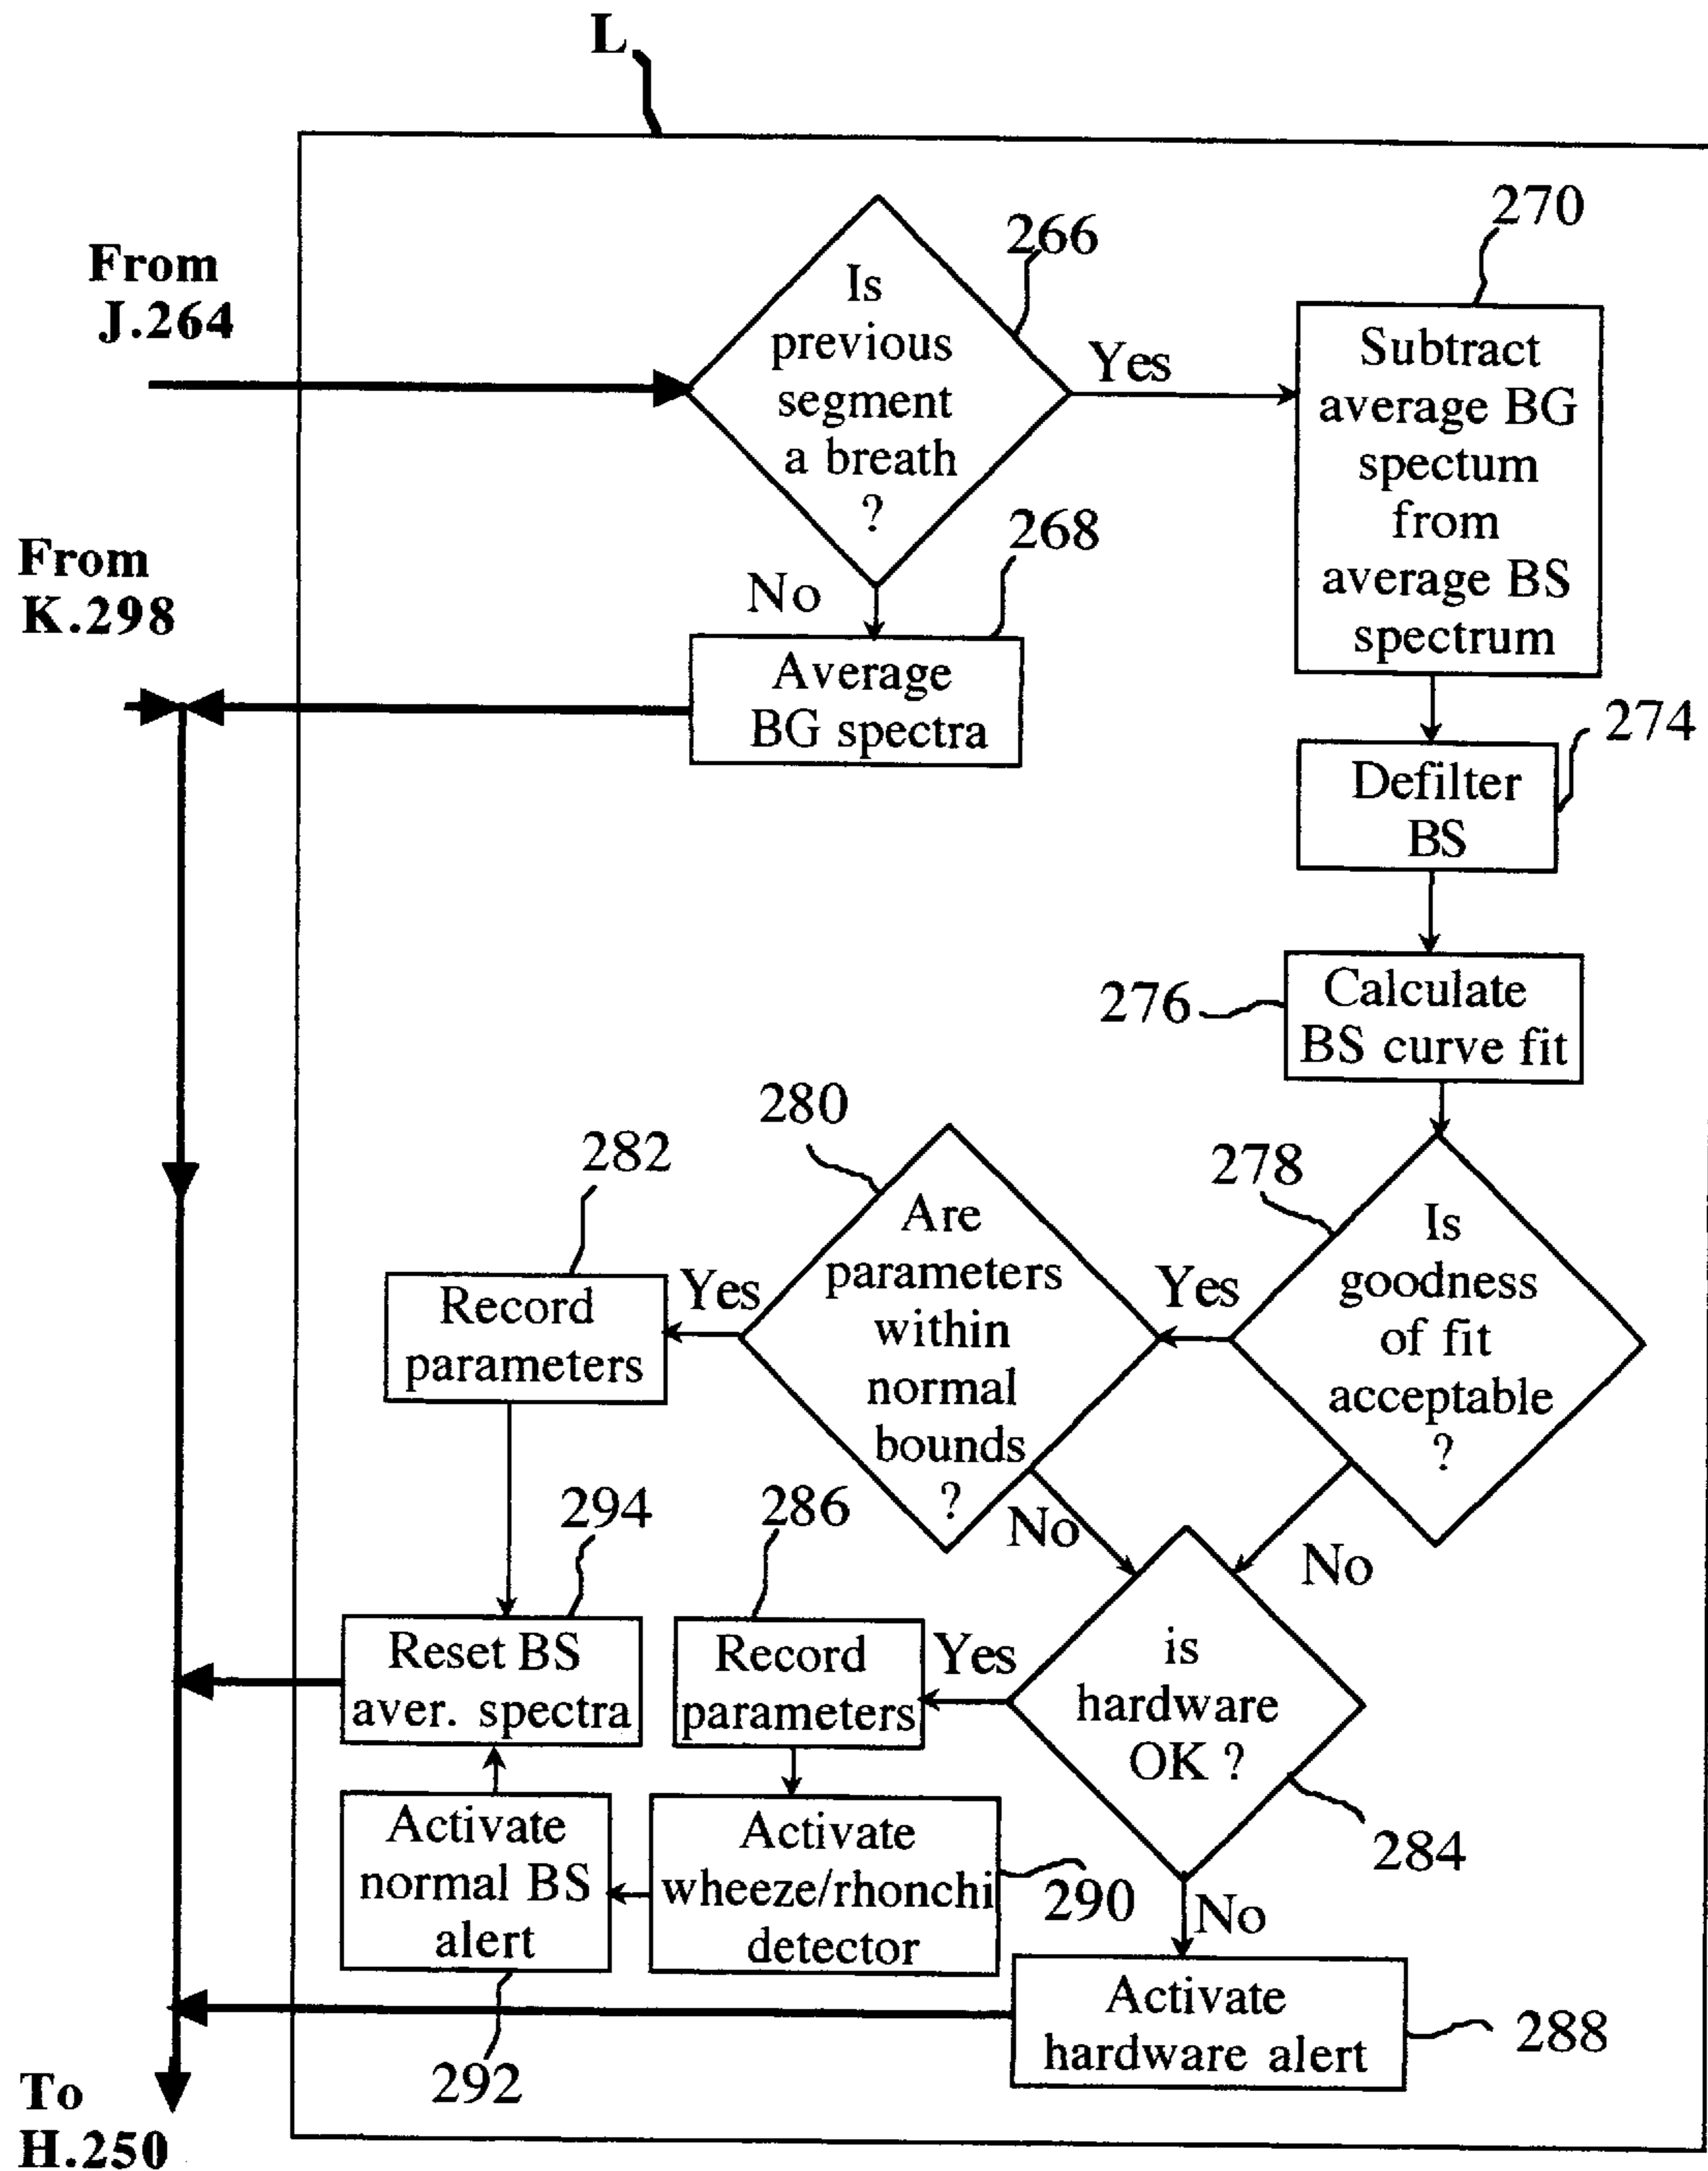 L
From
J.264
266
Is
previous
segment
a breath
?
Yes
270
Subtract
average BG
spectum
from
average BS
spectrum
From
K.298
No
268
Average
BG spectra
274
Defilter
BS
276
Calculate
BS curve fit
278
Is
goodness
of fit
acceptable
?
Yes
No
280
Are
parameters
within
normal
bounds
?
Yes
No
282
Record
parameters
294
Reset BS
aver. spectra
286
Record
parameters
Yes
is
hardware
OK ?
284
No
Activate
normal BS
alert
292
Activate
wheeze/rhonchi
detector
290
Activate
hardware alert
288
To
H.250